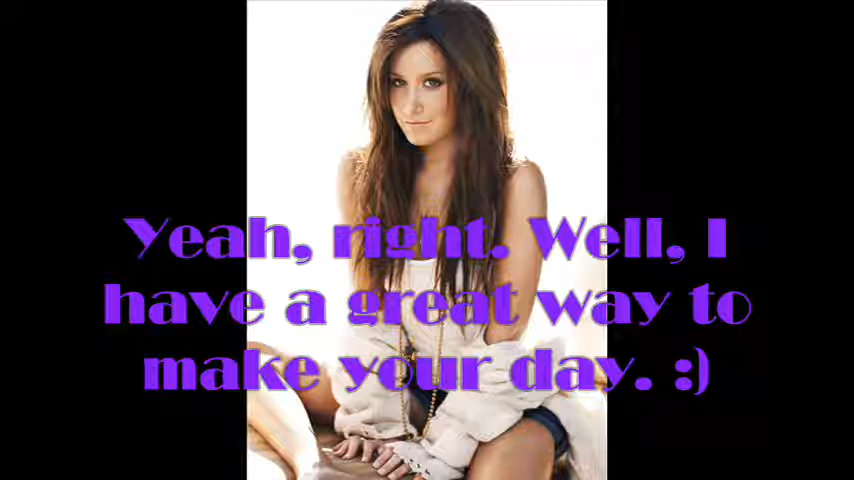 Yeah, right. Well, I
have a great way to
make your day. :)